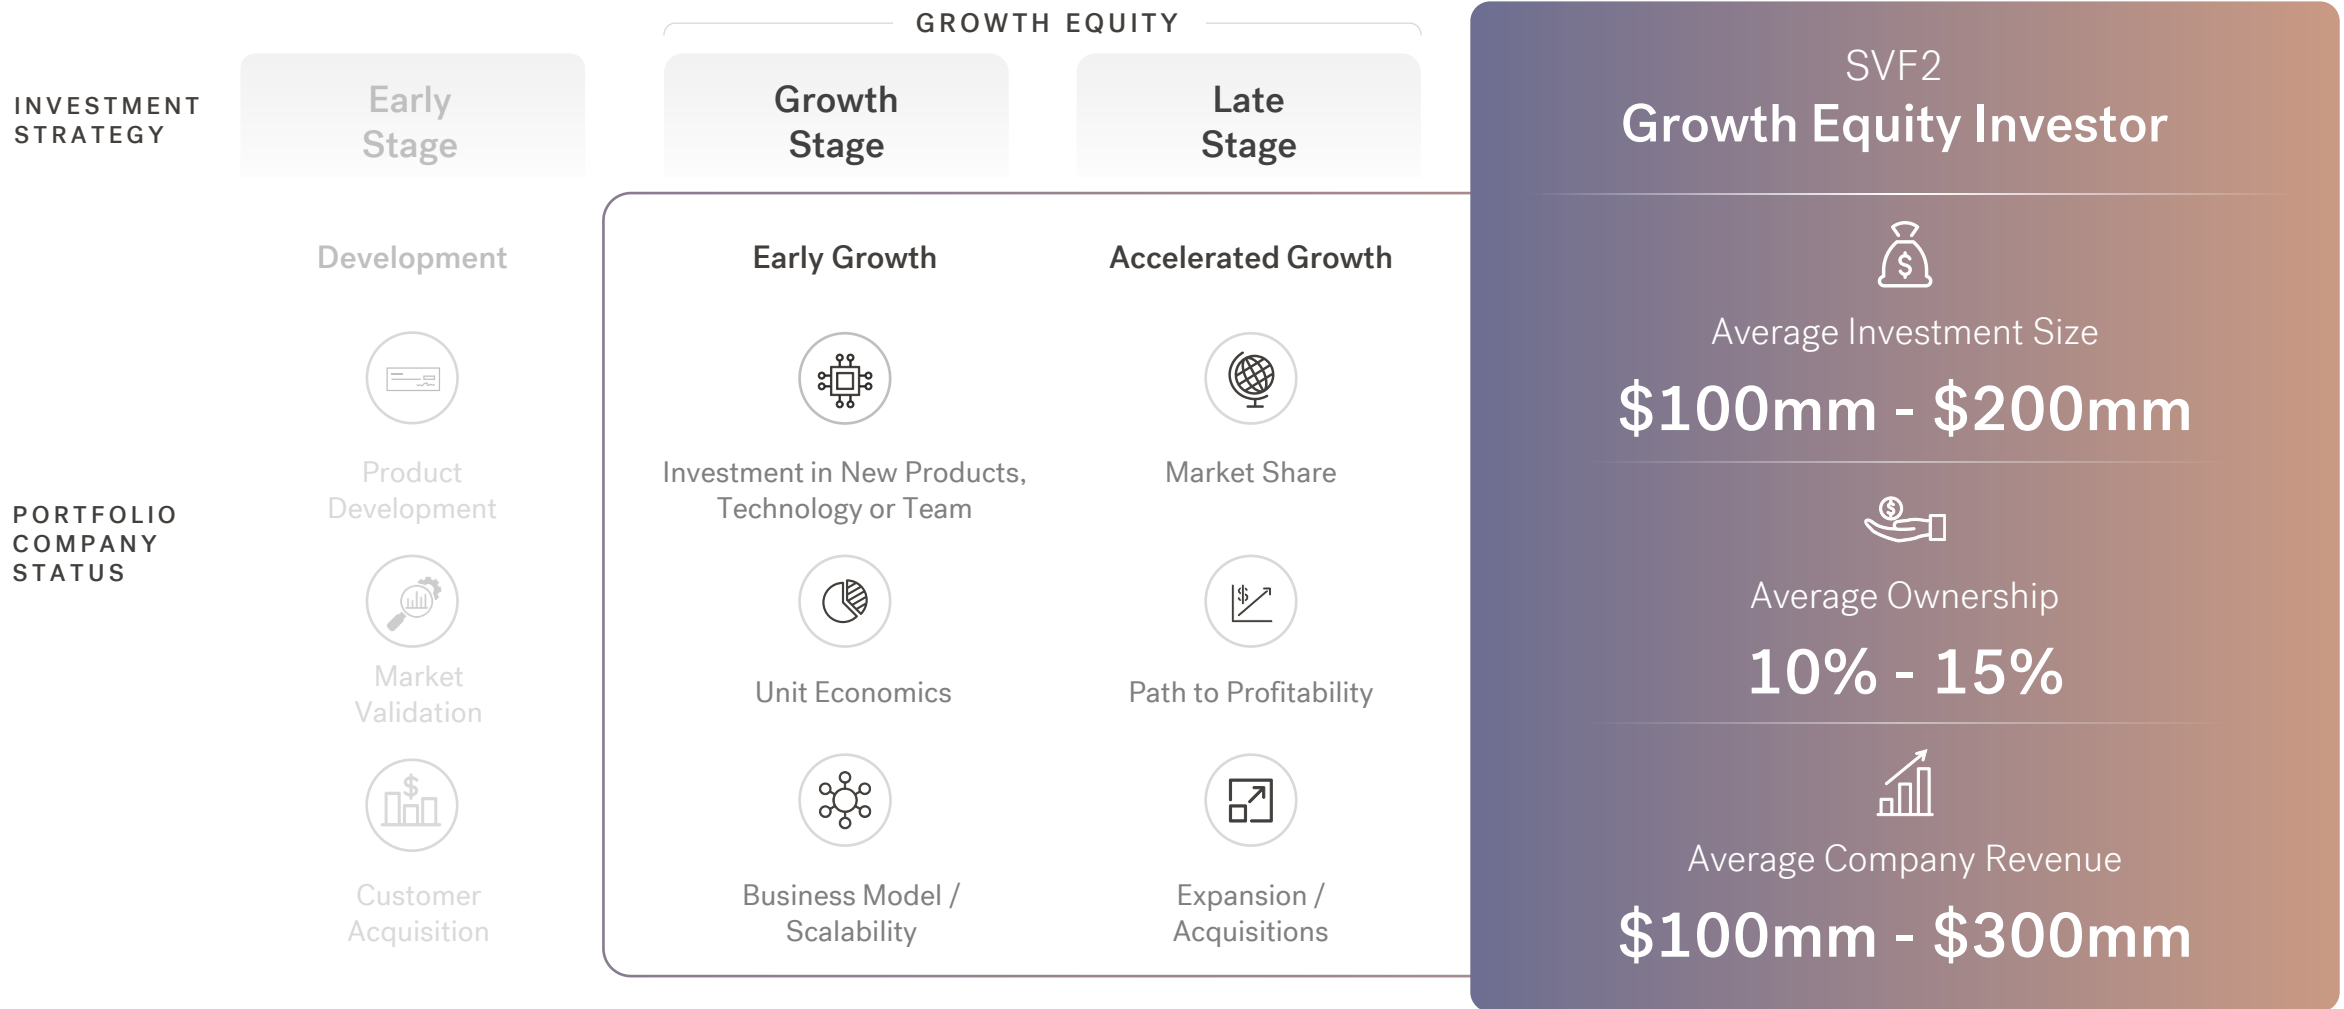 GROWTH EQUITY
INVESTMENT
STRATEGY
Early
Stage
Growth
Stage
Late
Stage
PORTFOLIO
COMPANY
STATUS
Development
Product
Development
Market
Validation
Customer
Acquisition
Early Growth
Investment in New Products,
Technology or Team
Unit Economics
Business Model /
Scalability
Accelerated Growth
Market Share
Path to Profitability
Expansion /
Acquisitions
SVF2
Growth Equity Investor
Average Investment Size
$100mm - $200mm
Average Ownership
10% - 15%
Average Company Revenue
$100mm - $300mm